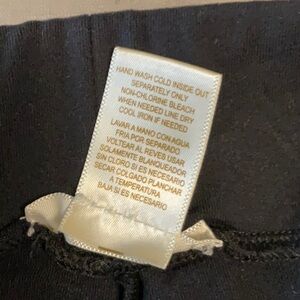 HAND WASH COLD INSIDE OUT
SEPARATELY ONLY
NON-CHLORINE BLEACH
WHEN NEEDED LINE DRY
COOL IRON IF NEEDED
LAVAR A MANO CON AGUA
FRIA POR SEPARADO
VOLTEAR AL REVES USAR
SOLAMENTE BLANQUEADOR
SIN CLORO SI ES NECESARIO
SECAR COLGADO PLANCHAR
A TEMPERATURA
BAJA SI ES NECESARIO